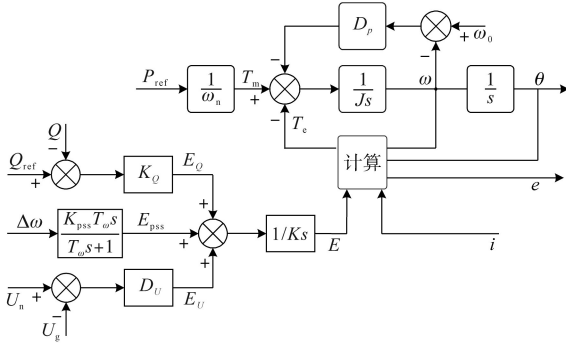 D_p
−
−
+ ω_0
P_ref
1/ω_n
T_m
+
1/Js
ω
1/s
θ
−
T_e
Q
−
Q_ref
+
K_Q
E_Q
计算
+
e
Δω
K_pss T_ω s / T_ω s+1
E_pss
+
1/Ks
E
i
+
U_n
+
D_U
E_U
−
U_g